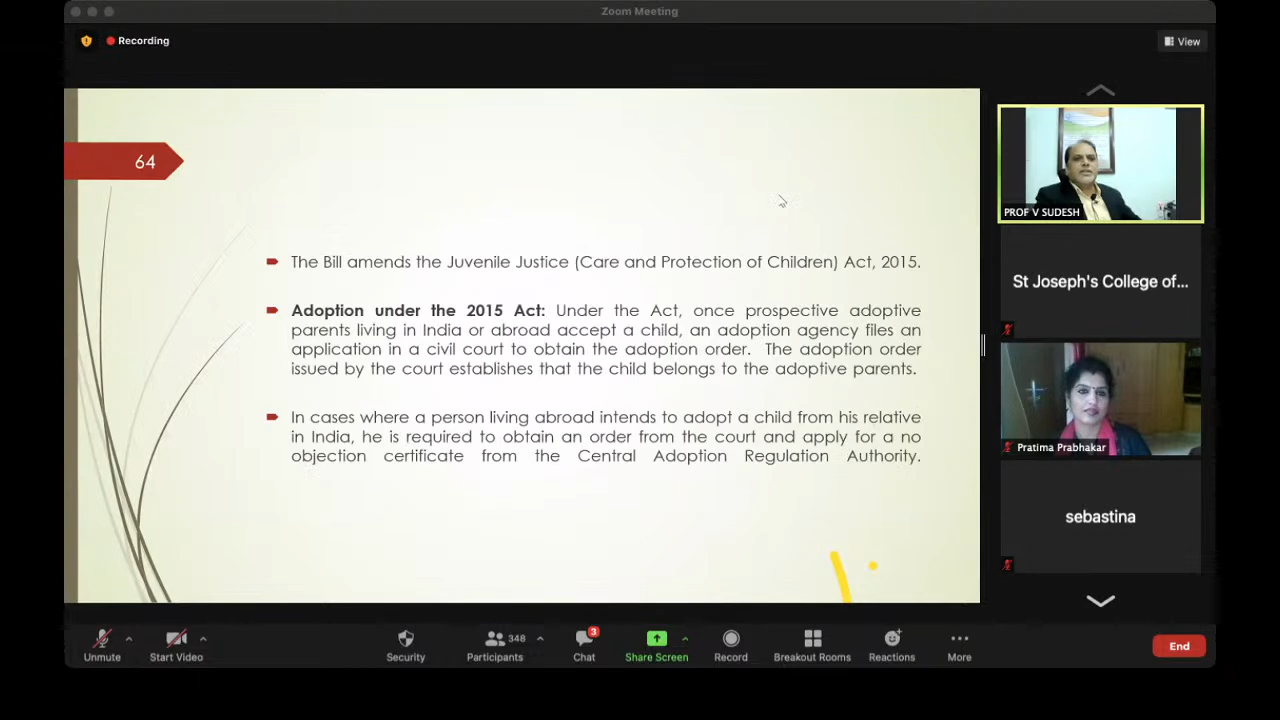 Zoom Meeting
Recording
View
64
The Bill amends the Juvenile Justice (Care and Protection of Children) Act, 2015.
Adoption under the 2015 Act: Under the Act, once prospective adoptive
parents living in India or abroad accept a child, an adoption agency files an
application in a civil court to obtain the adoption order. The adoption order
issued by the court establishes that the child belongs to the adoptive parents.
In cases where a person living abroad intends to adopt a child from his relative
in India, he is required to obtain an order from the court and apply for a no
objection certificate from the Central Adoption Regulation Authority.
PROF V SUDESH
St Joseph's College of...
Pratima Prabhakar
sebastina
Unmute
Start Video
Security
Participants
348
Chat
3
Share Screen
Record
Breakout Rooms
Reactions
More
End